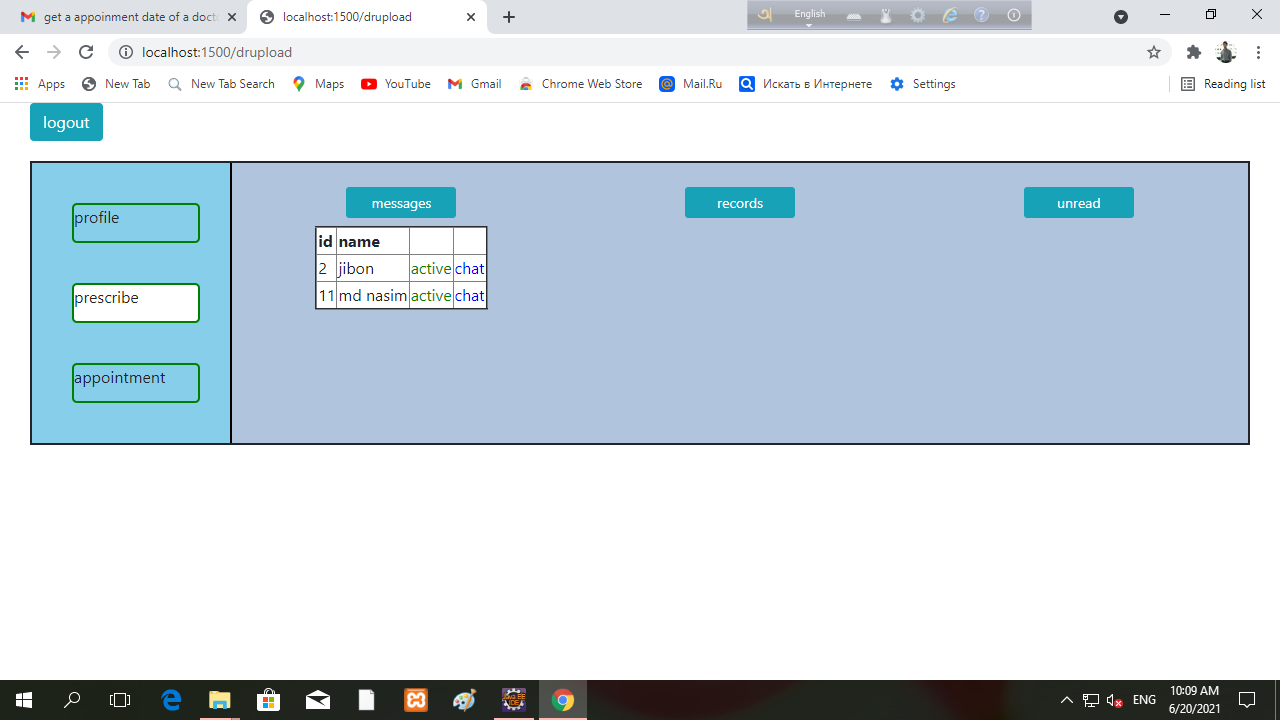 get a appoinment date of a doct
localhost:1500/drupload
English
localhost:1500/drupload
Apps New Tab New Tab Search Maps YouTube Gmail Chrome Web Store Mail.Ru Искать в Интернете Settings Reading list
logout
profile
prescribe
appointment
messages records unread
id name
2 jibon active chat
11 md nasim active chat
ENG
10:09 AM
6/20/2021